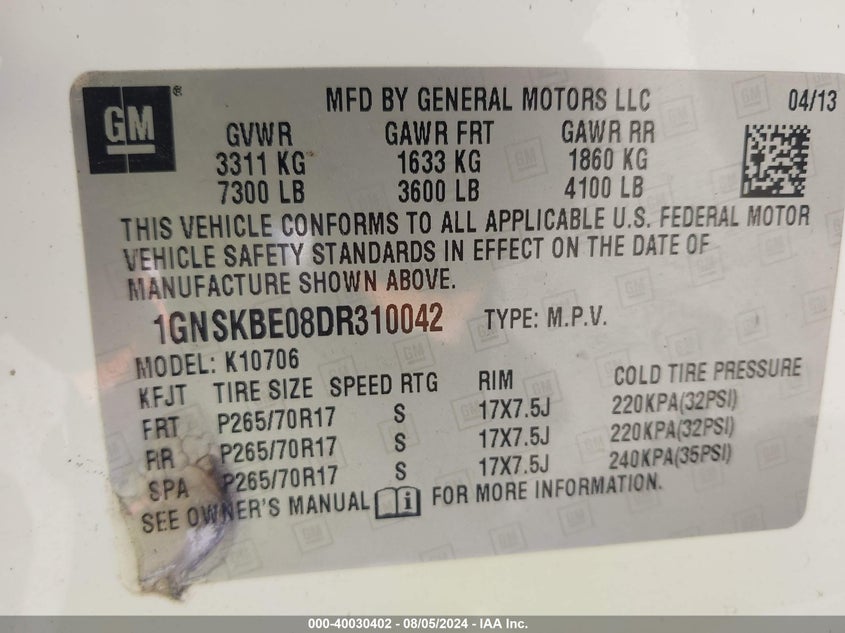 GM ® MFD BY GENERAL MOTORS LLC 04/13
GVWR GAWR FRT GAWR RR
3311 KG 1633 KG 1860 KG
7300 LB 3600 LB 4100 LB
THIS VEHICLE CONFORMS TO ALL APPLICABLE U.S. FEDERAL MOTOR
VEHICLE SAFETY STANDARDS IN EFFECT ON THE DATE OF
MANUFACTURE SHOWN ABOVE.
1GNSKBE08DR310042 TYPE: M.P.V.
MODEL: K10706
KFJT TIRE SIZE SPEED RTG RIM COLD TIRE PRESSURE
FRT P265/70R17 S 17X7.5J 220KPA(32PSI)
RR P265/70R17 S 17X7.5J 220KPA(32PSI)
SPA P265/70R17 S 17X7.5J 240KPA(35PSI)
SEE OWNER'S MANUAL i FOR MORE INFORMATION.
000-40030402 - 08/05/2024 - IAA Inc.